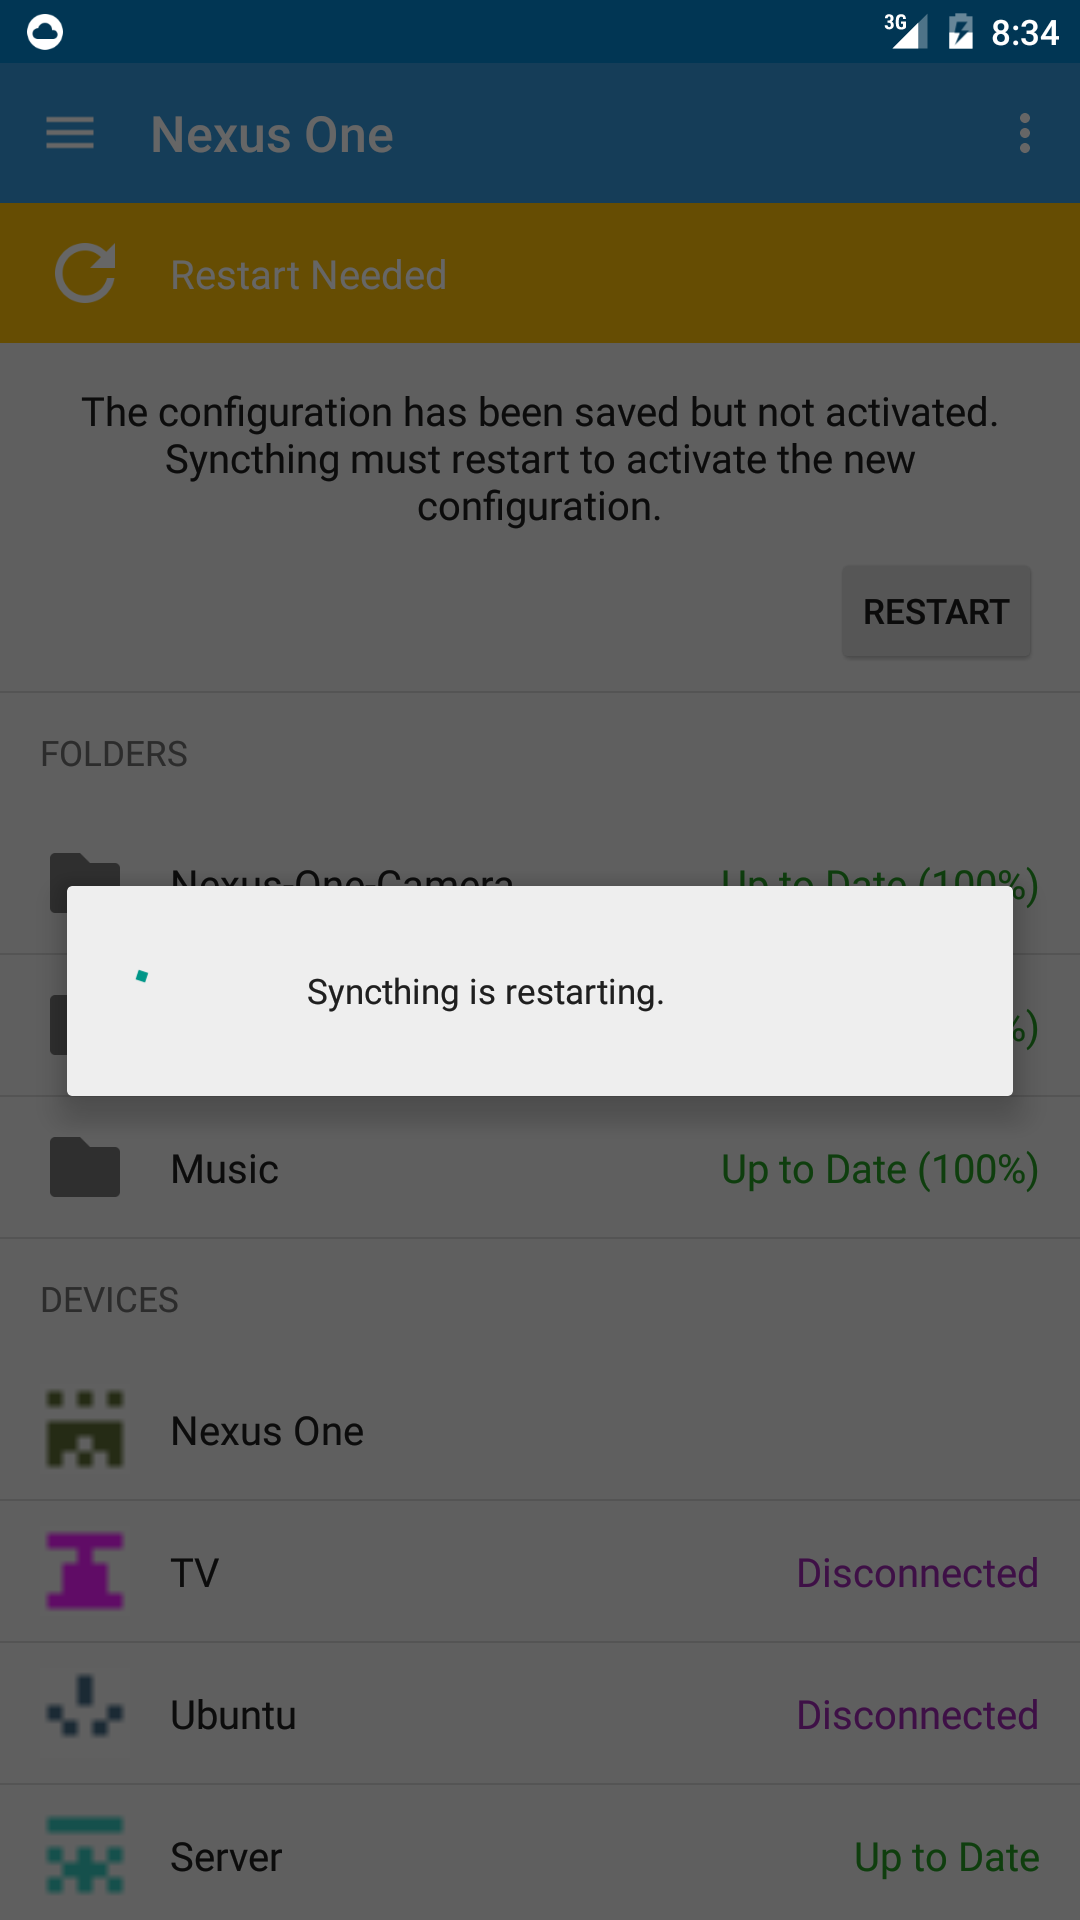 3G 8:34
Nexus One
Restart Needed
The configuration has been saved but not activated.
Syncthing must restart to activate the new
configuration.
RESTART
FOLDERS
Nexus-One-Camera Up to Date (100%)
Syncthing is restarting.
%)
Music Up to Date (100%)
DEVICES
Nexus One
TV Disconnected
Ubuntu Disconnected
Server Up to Date